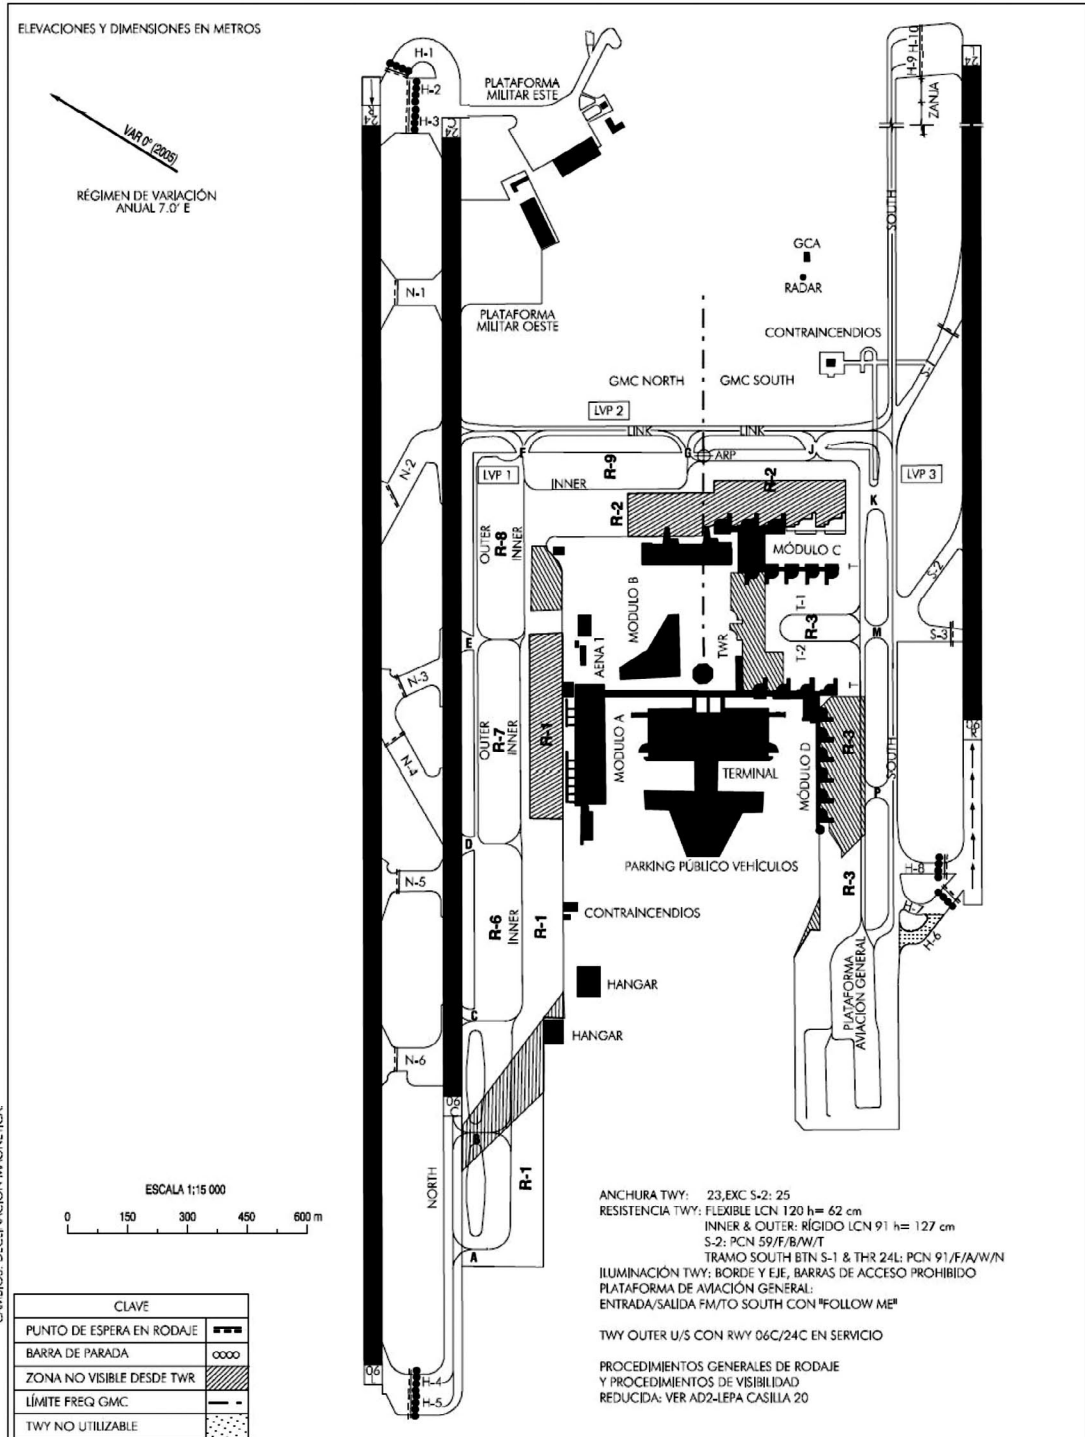 ELEVACIONES Y DIMENSIONES EN METROS
VAR 0° (2005)
RÉGIMEN DE VARIACIÓN
ANUAL 7.0' E
H-1
H-2
H-3
24
R
24
C
PLATAFORMA
MILITAR ESTE
PLATAFORMA
MILITAR OESTE
H-9
H-10
24
L
ZANJA
SOUTH
GCA
RADAR
CONTRAINCENDIOS
GMC NORTH
GMC SOUTH
LVP 2
LINK
LINK
ARP
F
G
J
K
LVP 1
LVP 3
R-9
INNER
R-2
R-2
N-1
N-2
N-3
N-4
N-5
N-6
S-1
S-2
S-3
OUTER
R-8
INNER
E
OUTER
R-7
INNER
D
R-6
INNER
C
B
A
R-1
R-1
R-1
MÓDULO C
MODULO B
AENA 1
TWR
T
T-1
R-3
T-2
T
M
MODULO A
TERMINAL
MÓDULO D
R-3
SOUTH
P
06
R
PARKING PÚBLICO VEHÍCULOS
R-3
H-8
H-7
H-6
CONTRAINCENDIOS
HANGAR
HANGAR
PLATAFORMA
AVIACIÓN GENERAL
06
C
NORTH
06
L
H-4
H-5
ESCALA 1:15 000
0 150 300 450 600 m
ANCHURA TWY: 23,EXC S-2: 25
RESISTENCIA TWY: FLEXIBLE LCN 120 h= 62 cm
INNER & OUTER: RÍGIDO LCN 91 h= 127 cm
S-2: PCN 59/F/B/W/T
TRAMO SOUTH BTN S-1 & THR 24L: PCN 91/F/A/W/N
ILUMINACIÓN TWY: BORDE Y EJE, BARRAS DE ACCESO PROHIBIDO
PLATAFORMA DE AVIACIÓN GENERAL:
ENTRADA/SALIDA FM/TO SOUTH CON "FOLLOW ME"
TWY OUTER U/S CON RWY 06C/24C EN SERVICIO
PROCEDIMIENTOS GENERALES DE RODAJE
Y PROCEDIMIENTOS DE VISIBILIDAD
REDUCIDA: VER AD2-LEPA CASILLA 20
CLAVE
PUNTO DE ESPERA EN RODAJE
BARRA DE PARADA
ZONA NO VISIBLE DESDE TWR
LÍMITE FREQ GMC
TWY NO UTILIZABLE